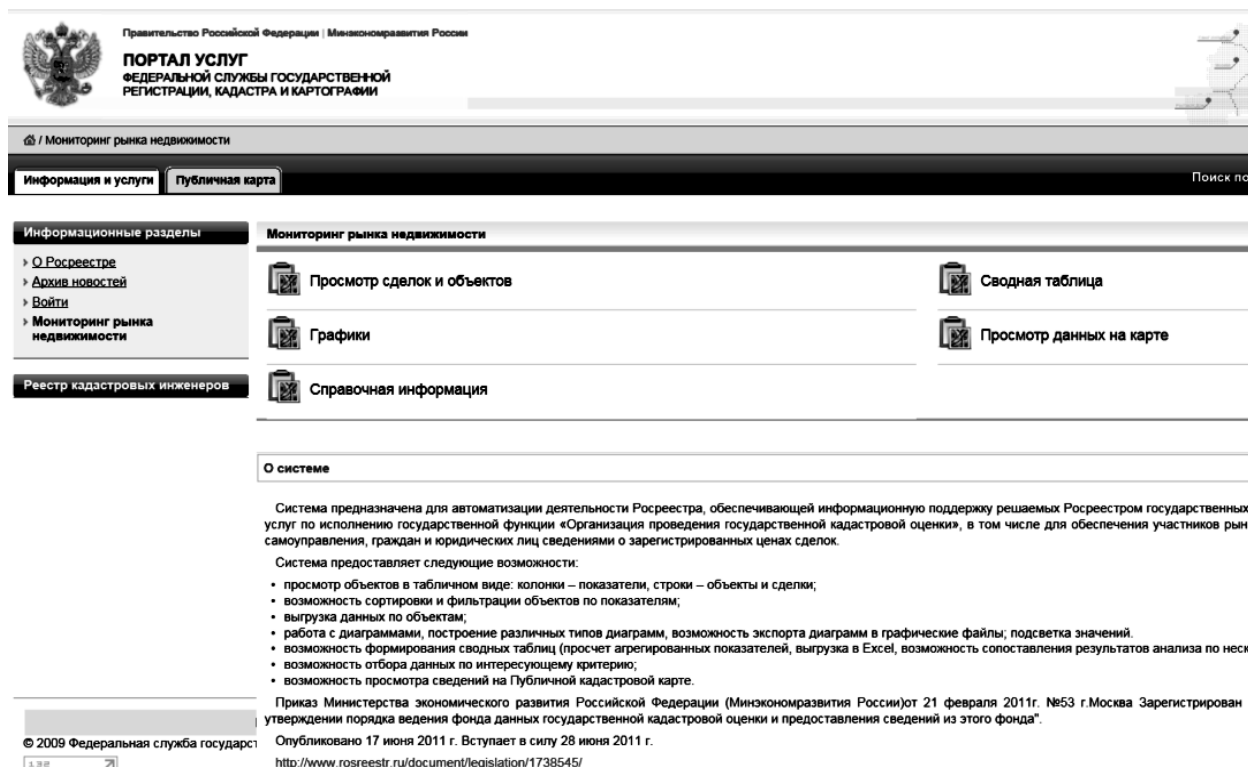 Правительство Российской Федерации | Минэкономразвития России
ПОРТАЛ УСЛУГ
ФЕДЕРАЛЬНОЙ СЛУЖБЫ ГОСУДАРСТВЕННОЙ
РЕГИСТРАЦИИ, КАДАСТРА И КАРТОГРАФИИ
/ Мониторинг рынка недвижимости
Информация и услуги Публичная карта Поиск по
Информационные разделы
› О Росреестре
› Архив новостей
› Войти
› Мониторинг рынка
недвижимости
Реестр кадастровых инженеров
Мониторинг рынка недвижимости
Просмотр сделок и объектов Сводная таблица
Графики Просмотр данных на карте
Справочная информация
О системе
Система предназначена для автоматизации деятельности Росреестра, обеспечивающей информационную поддержку решаемых Росреестром государственных
услуг по исполнению государственной функции «Организация проведения государственной кадастровой оценки», в том числе для обеспечения участников рын
самоуправления, граждан и юридических лиц сведениями о зарегистрированных ценах сделок.
Система предоставляет следующие возможности:
• просмотр объектов в табличном виде: колонки – показатели, строки – объекты и сделки;
• возможность сортировки и фильтрации объектов по показателям;
• выгрузка данных по объектам;
• работа с диаграммами, построение различных типов диаграмм, возможность экспорта диаграмм в графические файлы; подсветка значений.
• возможность формирования сводных таблиц (просчет агрегированных показателей, выгрузка в Excel, возможность сопоставления результатов анализа по неск
• возможность отбора данных по интересующему критерию;
• возможность просмотра сведений на Публичной кадастровой карте.
Приказ Министерства экономического развития Российской Федерации (Минэкономразвития России)от 21 февраля 2011г. №53 г.Москва Зарегистрирован
утверждении порядка ведения фонда данных государственной кадастровой оценки и предоставления сведений из этого фонда".
Опубликовано 17 июня 2011 г. Вступает в силу 28 июня 2011 г.
http://www.rosreestr.ru/document/legislation/1738545/
© 2009 Федеральная служба государст